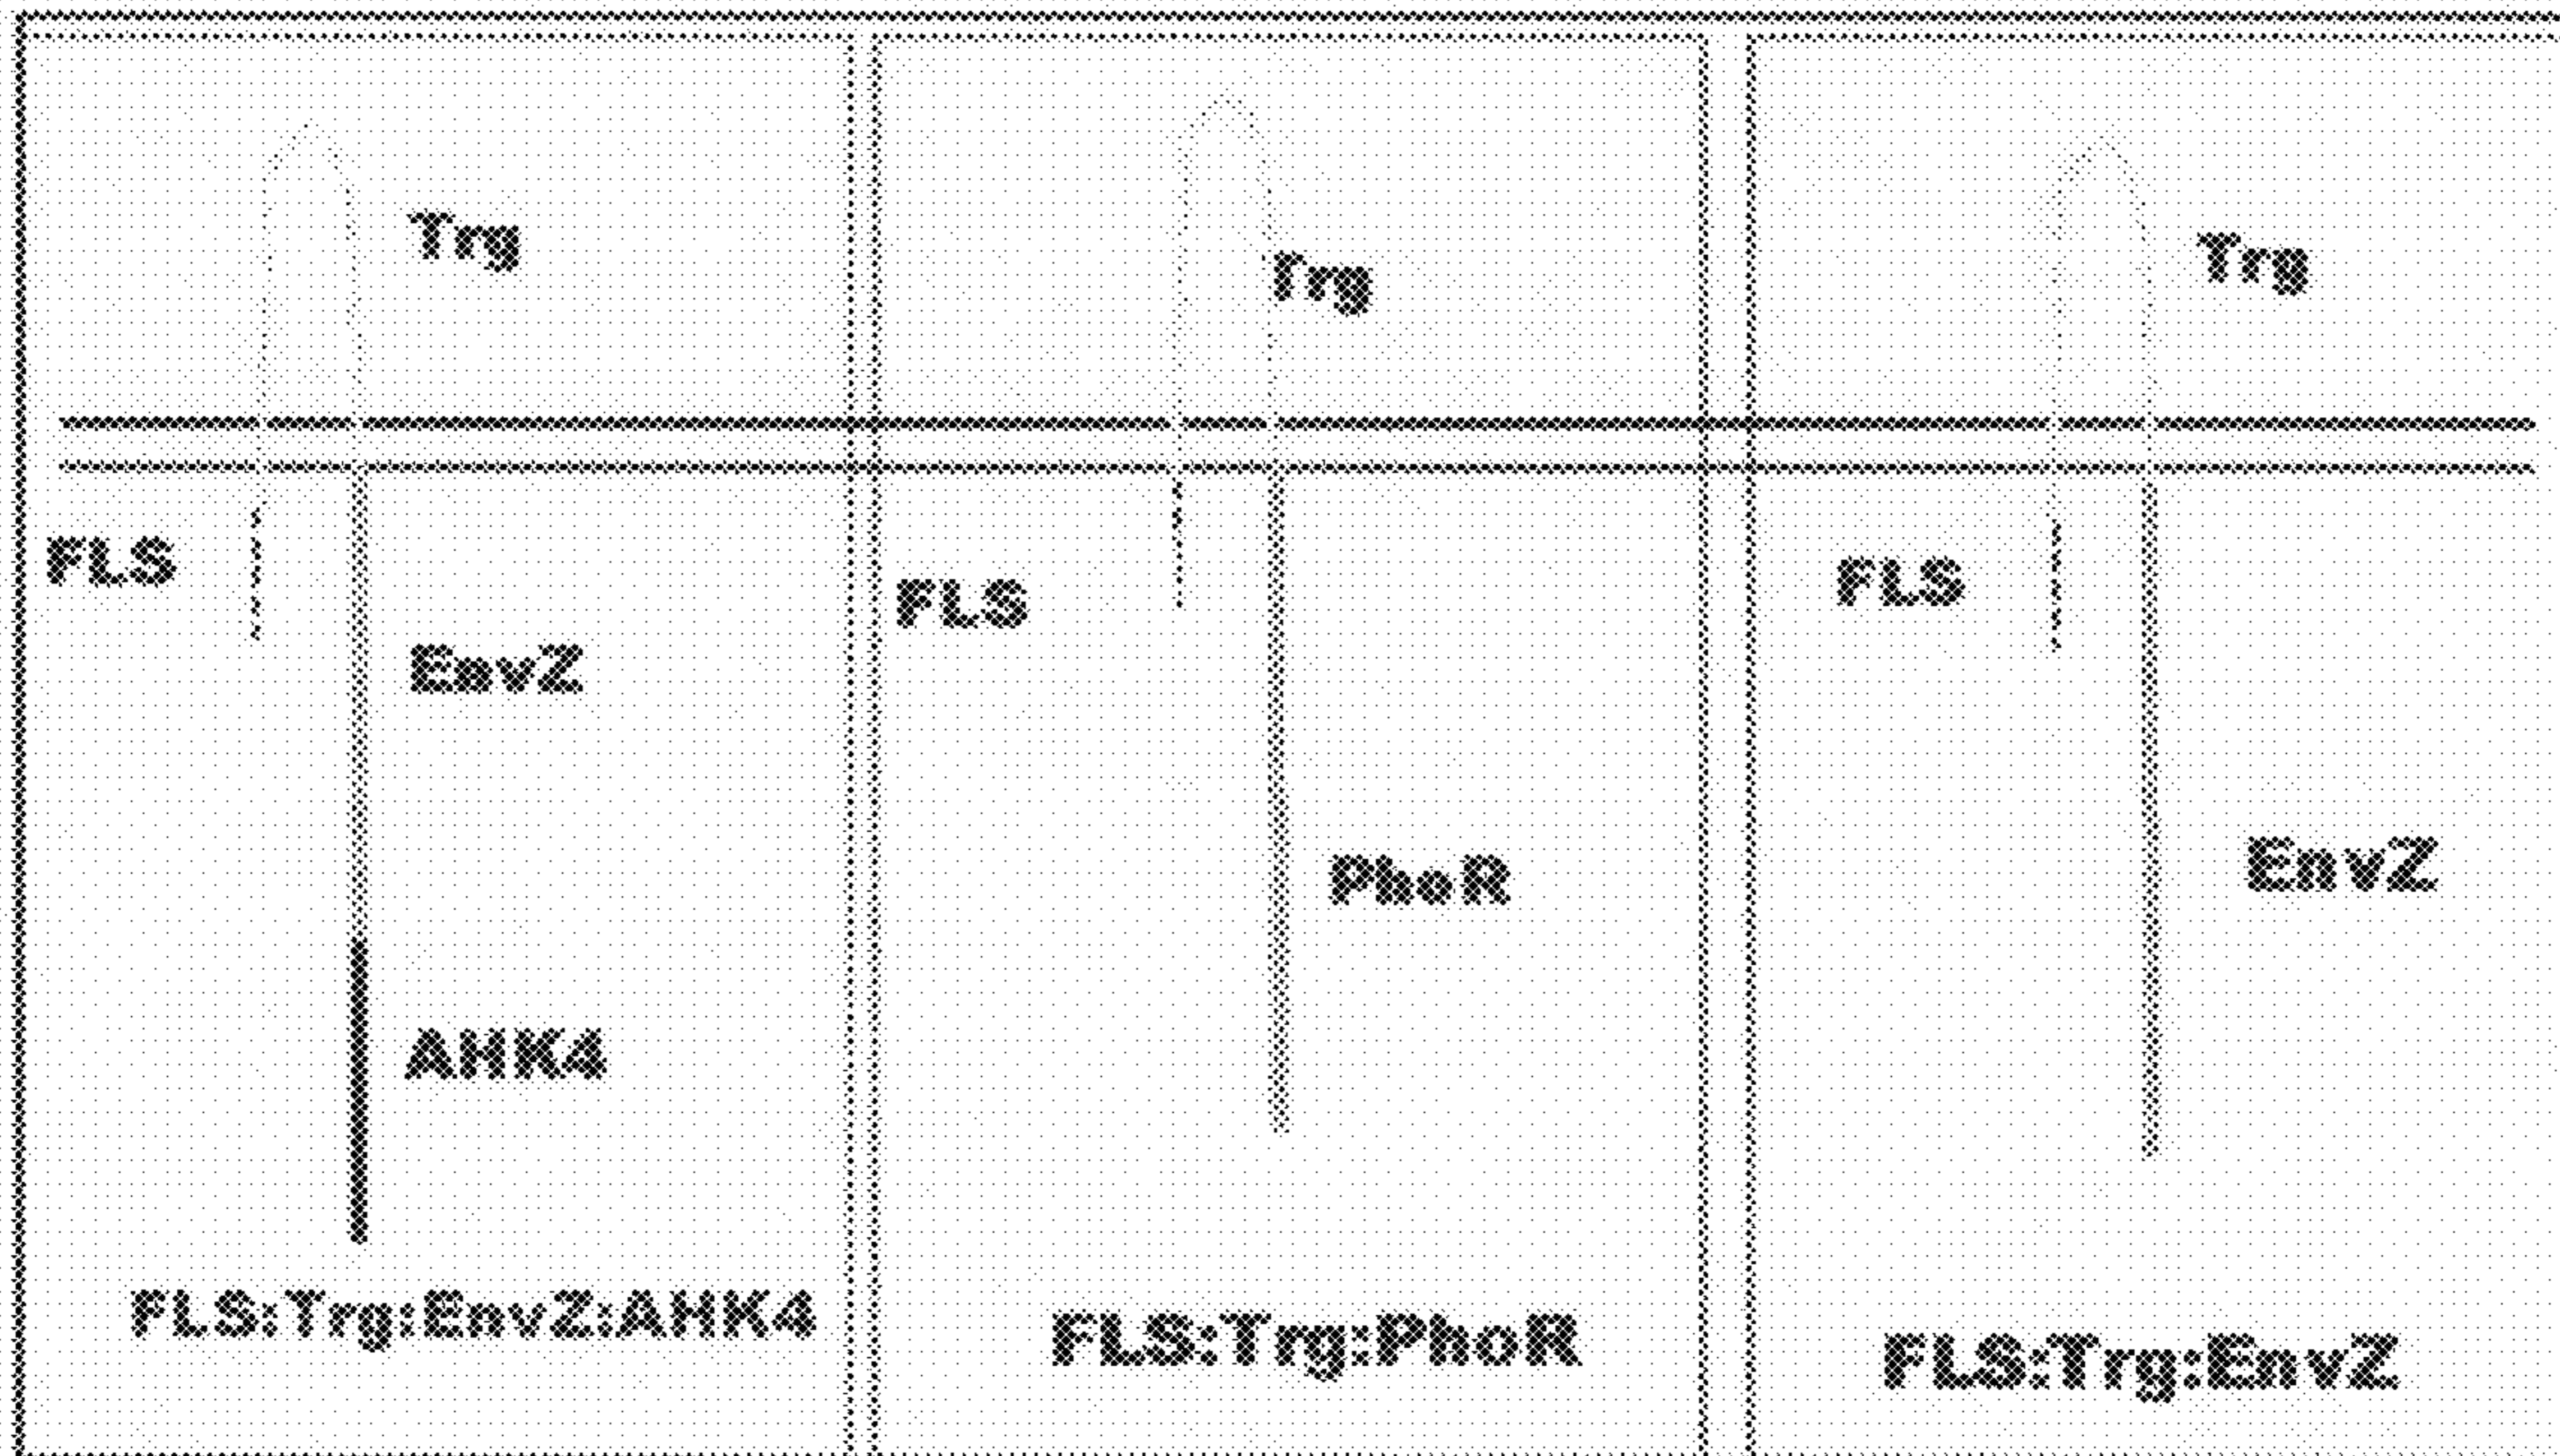 Trg
FLS
EnvZ
AHK4
FLS:Trg:EnvZ:AHK4
Trg
FLS
PhoR
FLS:Trg:PhoR
Trg
FLS
EnvZ
FLS:Trg:EnvZ